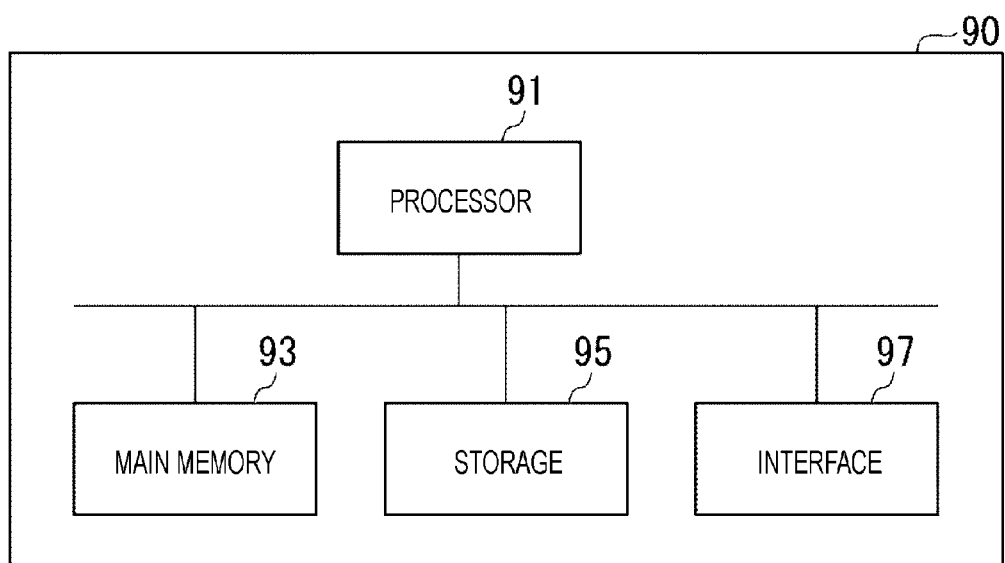 90
91
PROCESSOR
93
95
97
MAIN MEMORY
STORAGE
INTERFACE